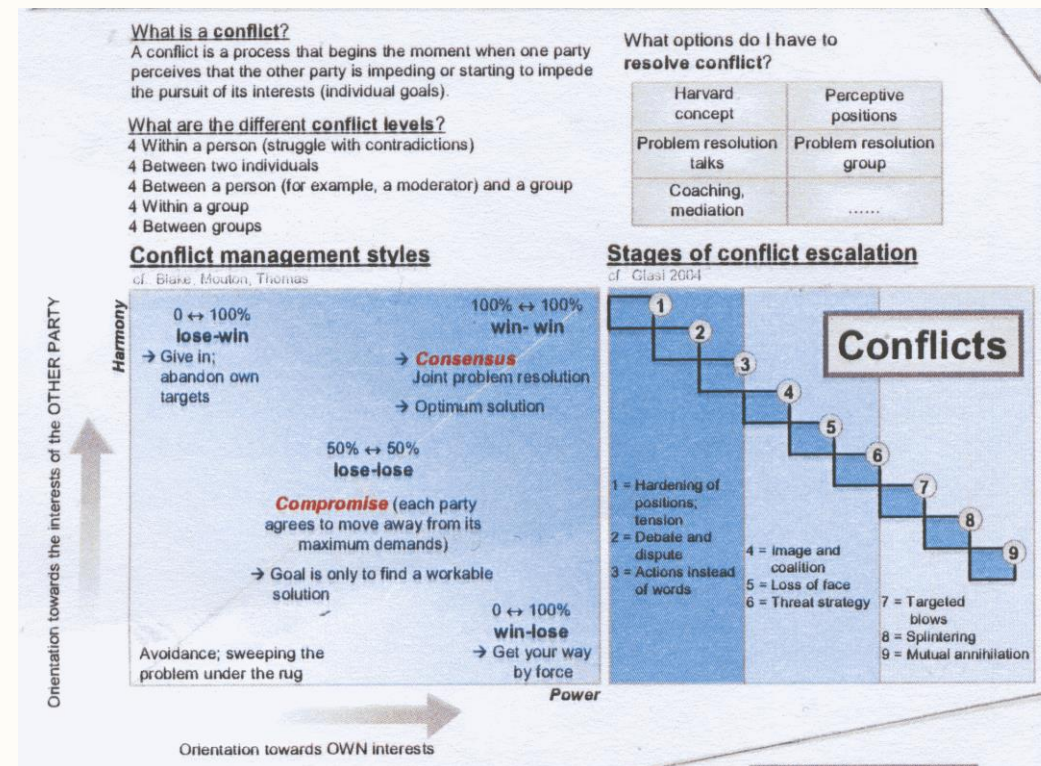 What is a conflict?
A conflict is a process that begins the moment when one party
perceives that the other party is impeding or starting to impede
the pursuit of its interests (individual goals).
What are the different conflict levels?
4 Within a person (struggle with contradictions)
4 Between two individuals
4 Between a person (for example, a moderator) and a group
4 Within a group
4 Between groups
What options do I have to
resolve conflict?
Harvard
concept
Perceptive
positions
Problem resolution
talks
Problem resolution
group
Coaching,
mediation
......
Conflict management styles
cf. Blake, Mouton, Thomas
Orientation towards the interests of the OTHER PARTY
Harmony
0 ↔ 100%
lose-win
→ Give in;
abandon own
targets
100% ↔ 100%
win- win
→ Consensus
Joint problem resolution
→ Optimum solution
50% ↔ 50%
lose-lose
Compromise (each party
agrees to move away from its
maximum demands)
→ Goal is only to find a workable
solution
0 ↔ 100%
win-lose
→ Get your way
by force
Avoidance; sweeping the
problem under the rug
Power
Orientation towards OWN interests
Stages of conflict escalation
cf. Glasl 2004
Conflicts
1
2
3
4
5
6
7
8
9
1 = Hardening of
positions;
tension
2 = Debate and
dispute
3 = Actions instead
of words
4 = Image and
coalition
5 = Loss of face
6 = Threat strategy
7 = Targeted
blows
8 = Splintering
9 = Mutual annihilation